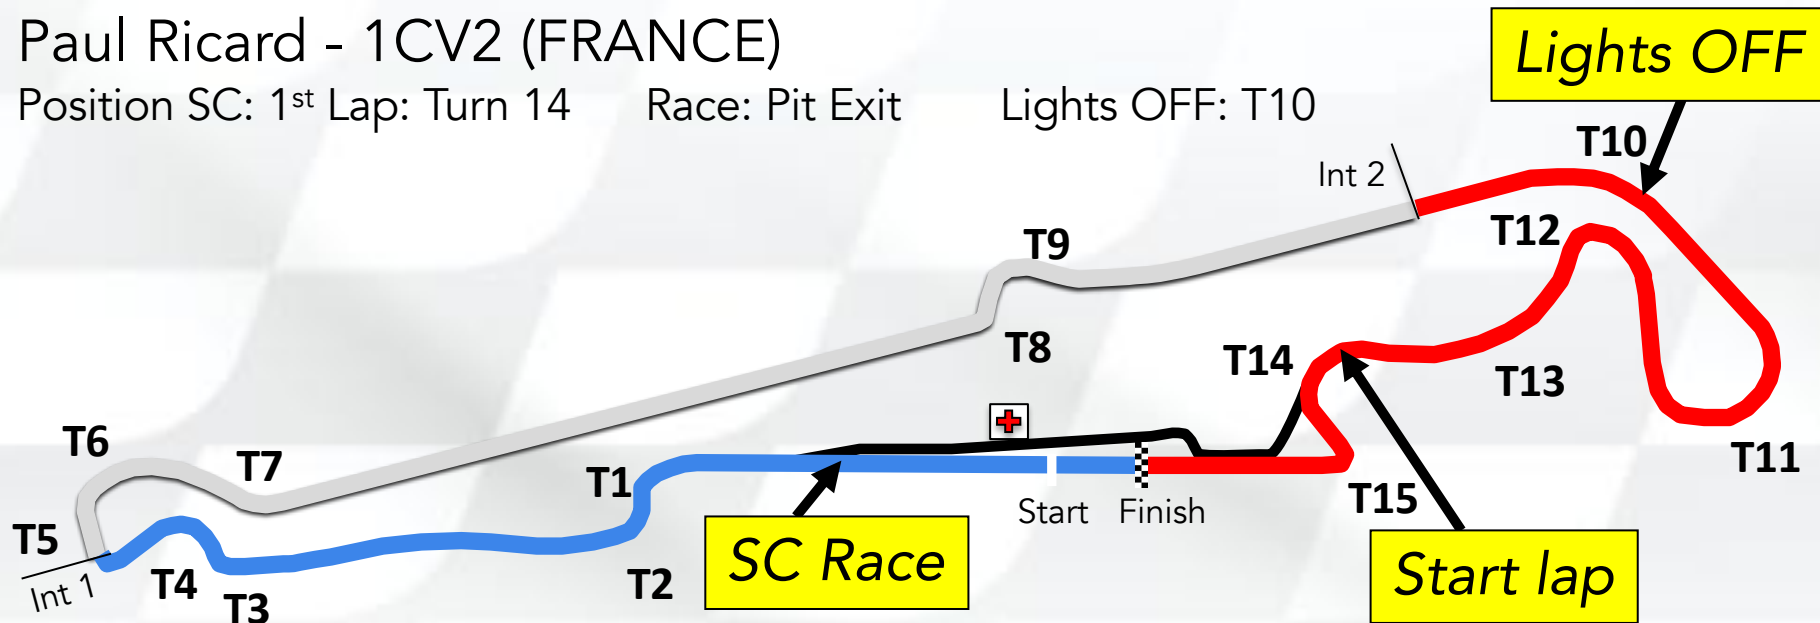 Paul Ricard - 1CV2 (FRANCE)
Position SC: 1st Lap: Turn 14 Race: Pit Exit Lights OFF: T10
Lights OFF
T10
Int 2
T12
T9
T8
T14
T13
T6
T7
T1
T11
Start Finish
T15
T5
SC Race
Start lap
Int 1
T4
T3
T2